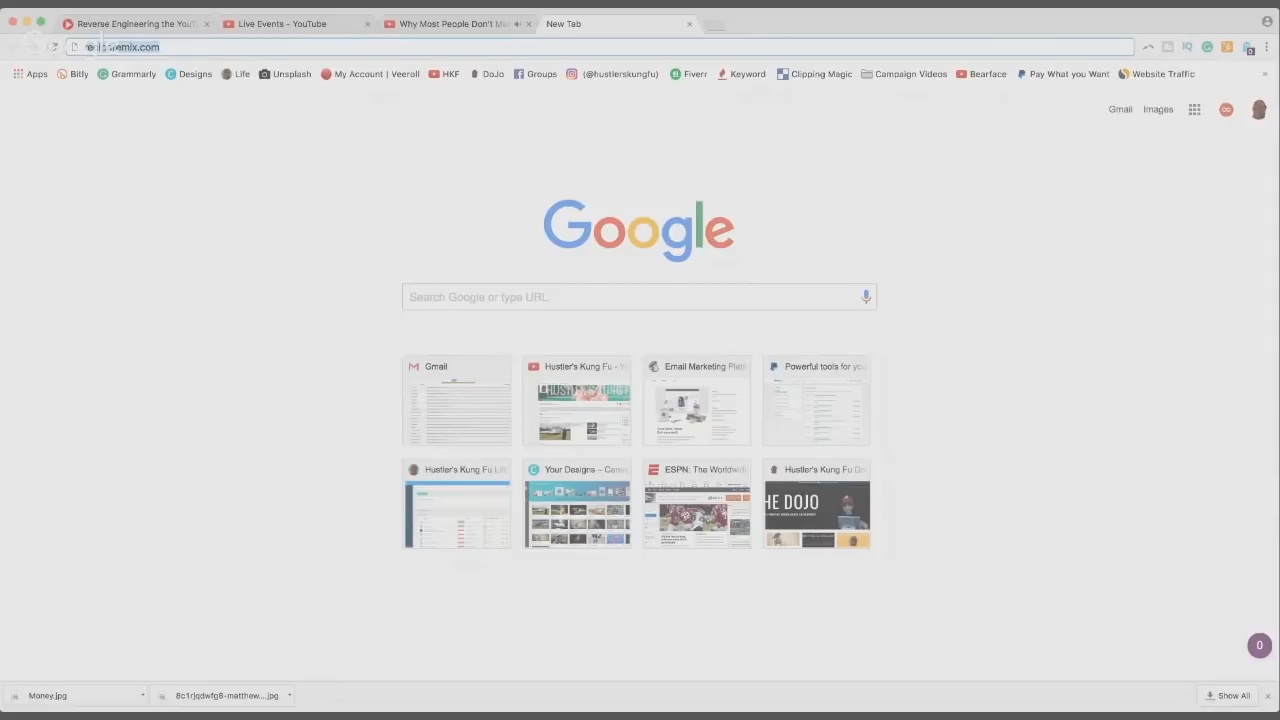 Reverse Engineering the YouT
Live Events - YouTube
Why Most People Don't Ma
New Tab
Apps
Bitly
Grammarly
Designs
Life
Unsplash
My Account | Veeroll
HKF
DoJo
Groups
(@hustlerskungfu)
Fiverr
Keyword
Clipping Magic
Campaign Videos
Bearface
Pay What you Want
Website Traffic
»
Gmail
Images
Google
Search Google or type URL
Gmail
Hustler's Kung Fu - Y
Email Marketing Platf
Powerful tools for you
Hustler's Kung Fu Li
Your Designs – Canv
ESPN: The Worldwide
Hustler's Kung Fu Do
HE DOJO
0
Money.jpg
8c1rjqdwfg8-matthew....jpg
Show All